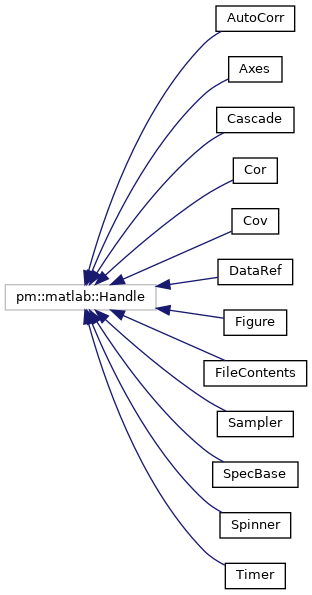 AutoCorr
Axes
Cascade
Cor
Cov
DataRef
pm::matlab::Handle
Figure
FileContents
Sampler
SpecBase
Spinner
Timer